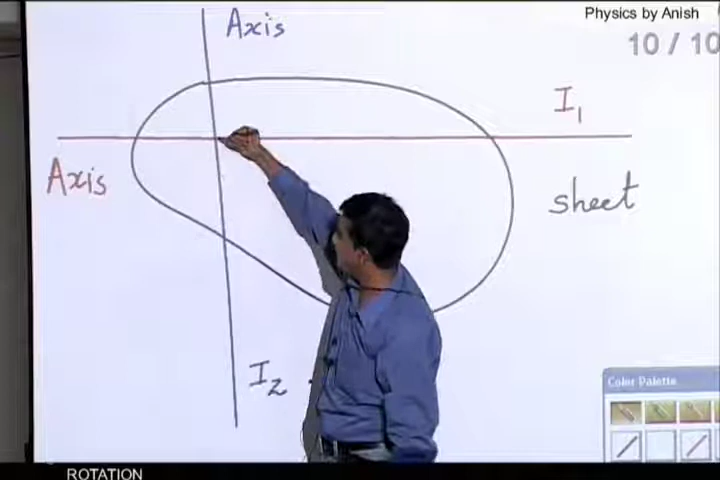 Physics by Anish
Axis
10 / 10
I1
Axis
sheet
I2
Color Palette
ROTATION